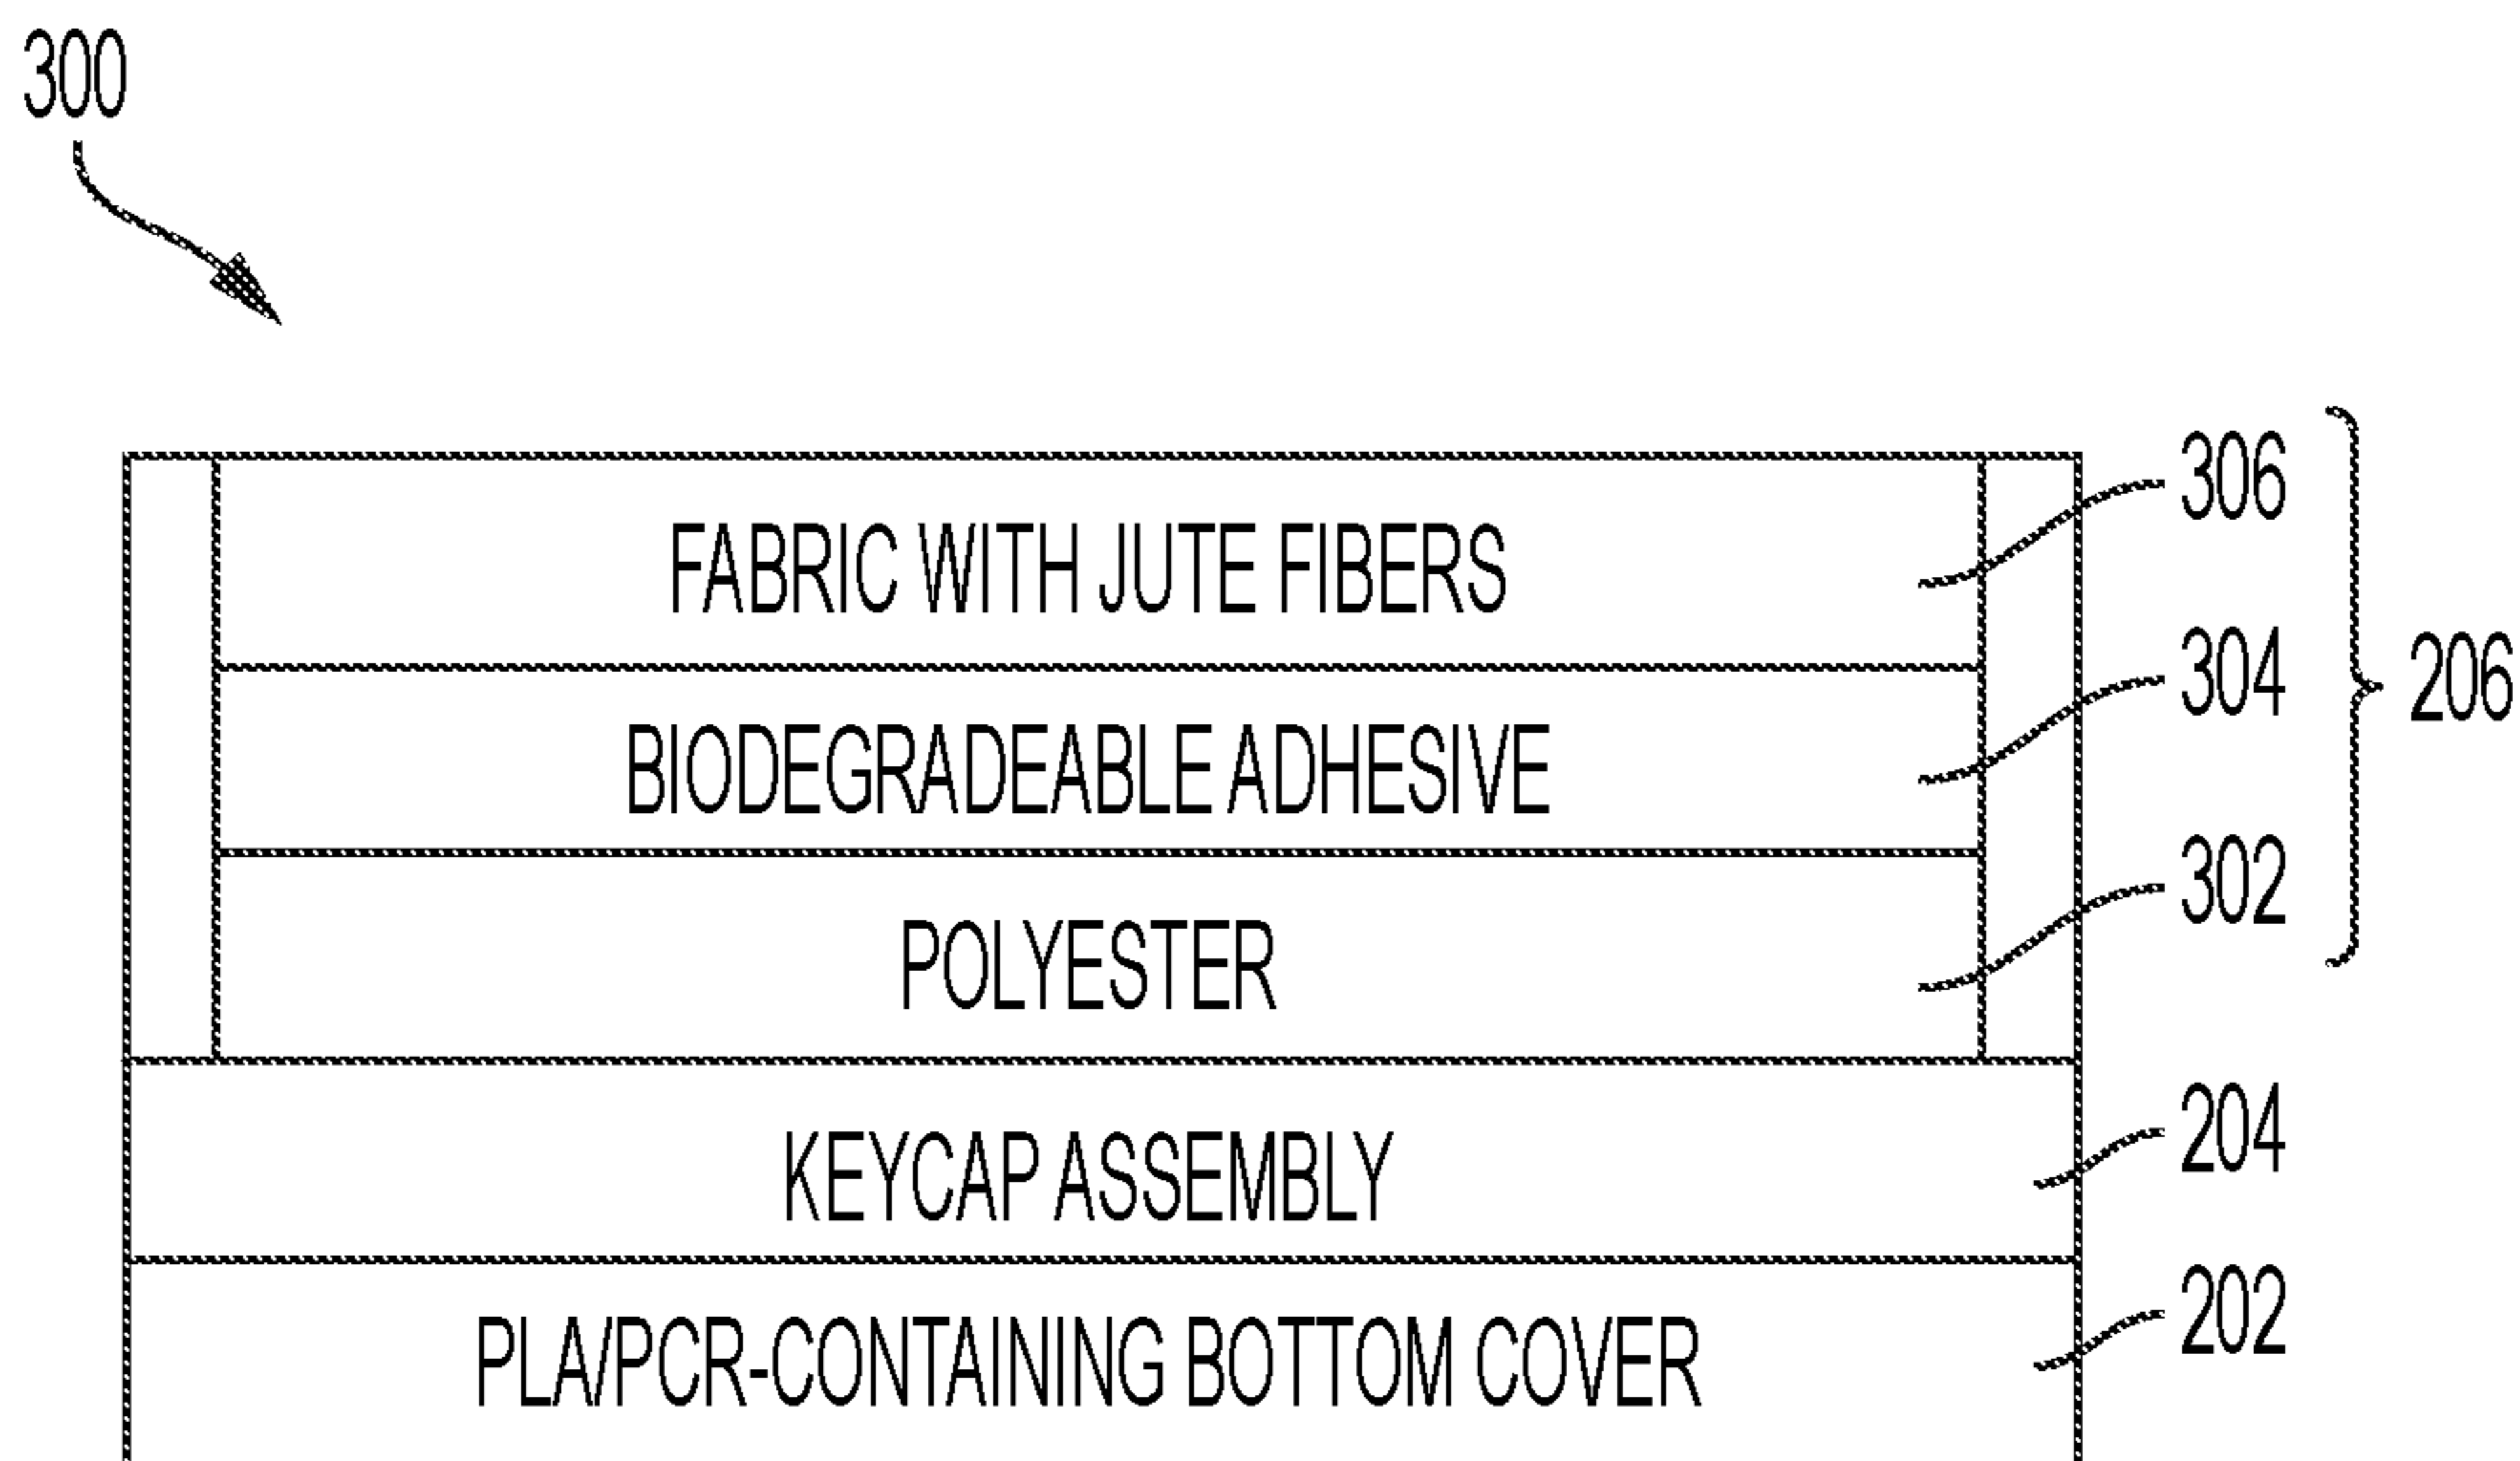 300
FABRIC WITH JUTE FIBERS
306
BIODEGRADEABLE ADHESIVE
304
206
POLYESTER
302
KEYCAP ASSEMBLY
204
PLA/PCR-CONTAINING BOTTOM COVER
202